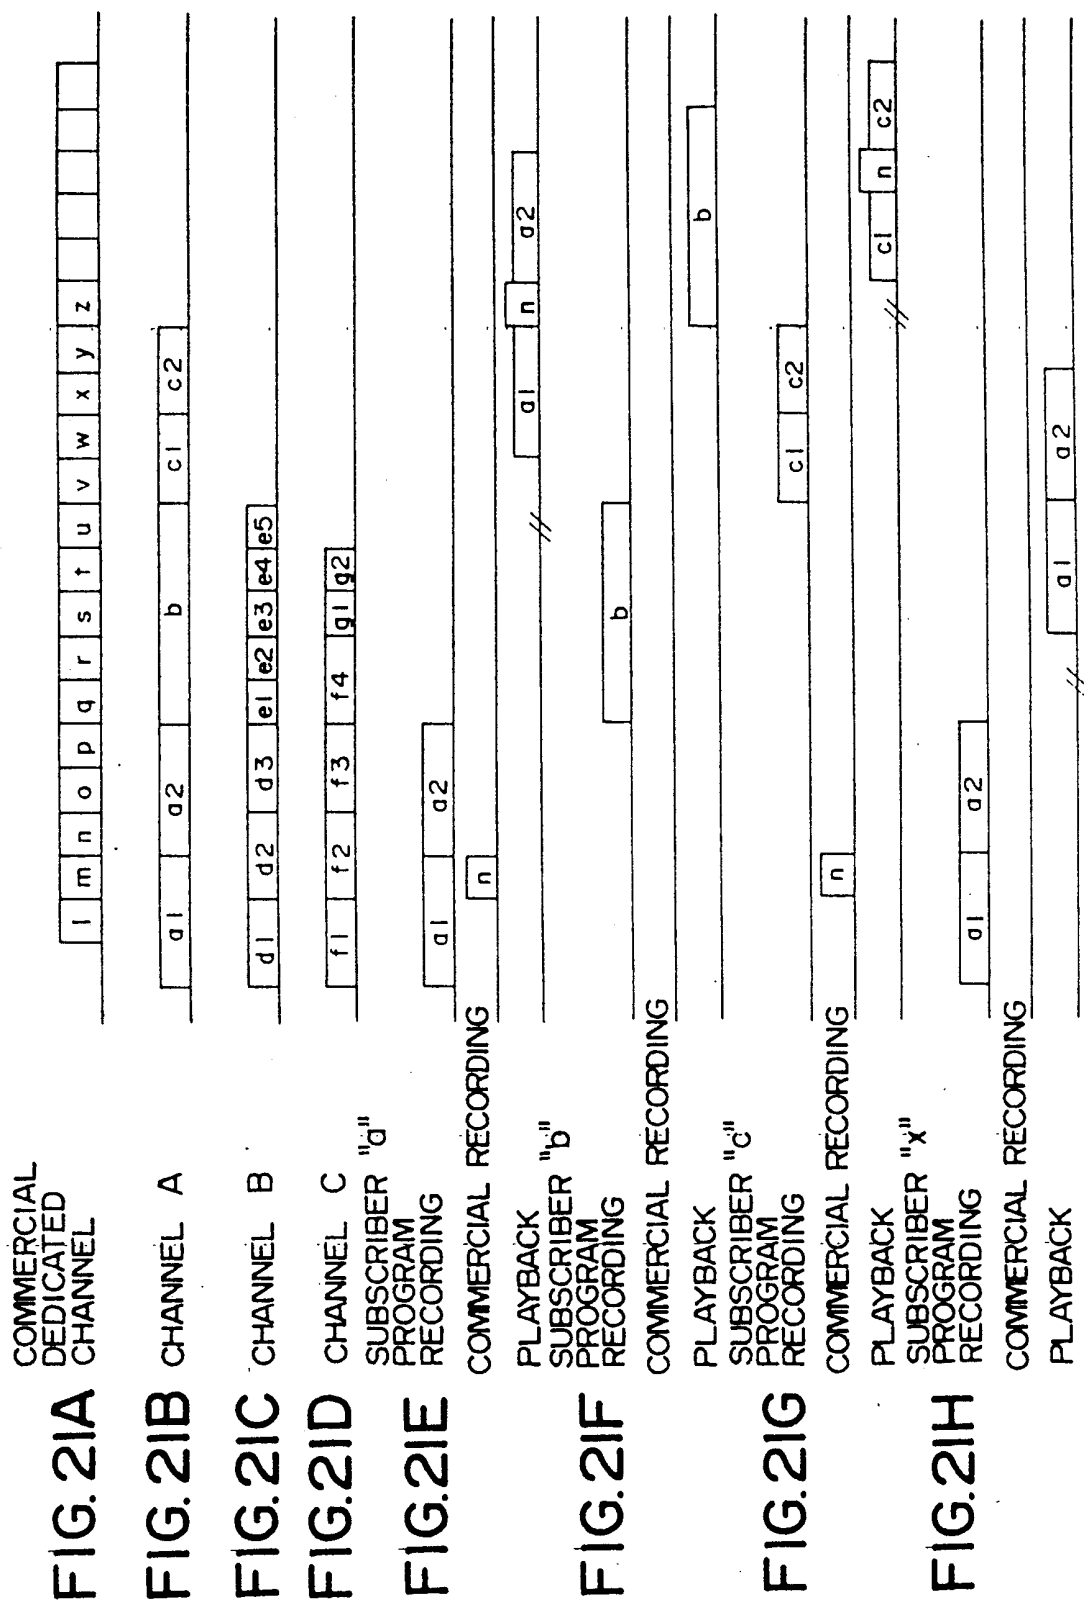 COMMERCIAL
DEDICATED
CHANNEL
FIG.21A
l m n o p q r s t u v w x y z
FIG.21B CHANNEL A
a1 a2 b c1 c2
FIG.21C CHANNEL B
d1 d2 d3 e1 e2 e3 e4 e5
FIG.21D CHANNEL C
f1 f2 f3 f4 g1 g2
FIG.21E
SUBSCRIBER "a"
PROGRAM
RECORDING
a1 a2
COMMERCIAL RECORDING
n
PLAYBACK
a1 n a2
FIG.21F
SUBSCRIBER "b"
PROGRAM
RECORDING
b
COMMERCIAL RECORDING
PLAYBACK
b
FIG.21G
SUBSCRIBER "c"
PROGRAM
RECORDING
c1 c2
COMMERCIAL RECORDING
n
PLAYBACK
c1 n c2
FIG.21H
SUBSCRIBER "x"
PROGRAM
RECORDING
a1 a2
COMMERCIAL RECORDING
PLAYBACK
a1 a2